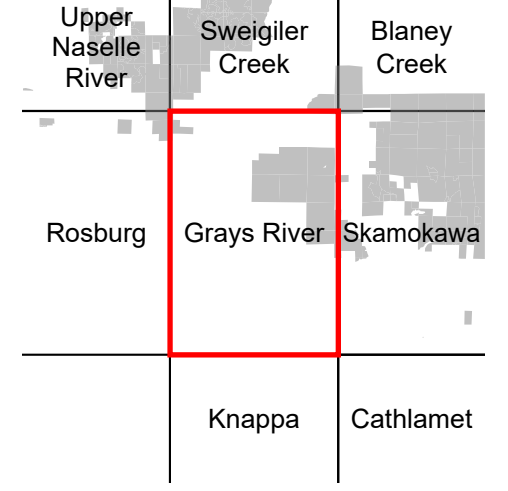 Upper
Naselle
River
Sweigiler
Creek
Blaney
Creek
Rosburg
Grays River
Skamokawa
Knappa
Cathlamet